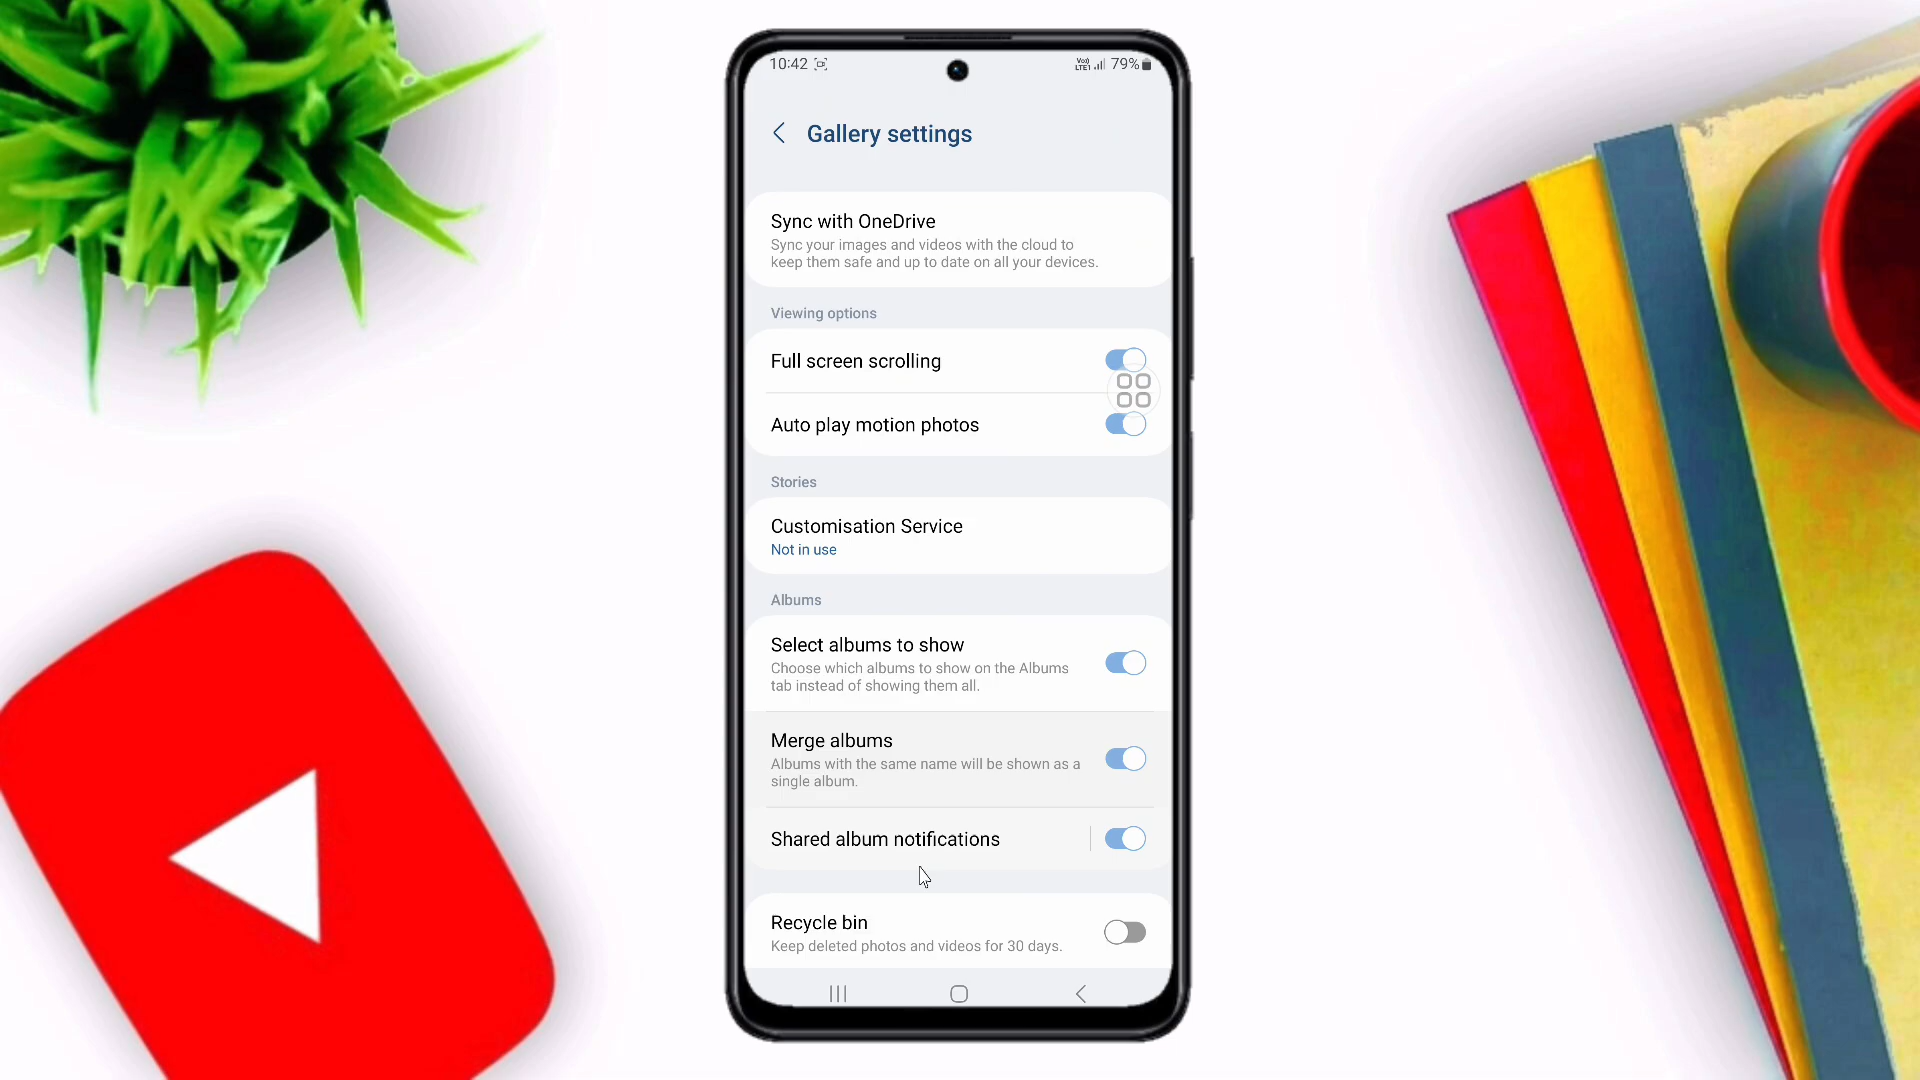 10:42
Vo)) LTE1 79%
Gallery settings
Sync with OneDrive
Sync your images and videos with the cloud to
keep them safe and up to date on all your devices.
Viewing options
Full screen scrolling
Auto play motion photos
Stories
Customisation Service
Not in use
Albums
Select albums to show
Choose which albums to show on the Albums
tab instead of showing them all.
Merge albums
Albums with the same name will be shown as a
single album.
Shared album notifications
Recycle bin
Keep deleted photos and videos for 30 days.